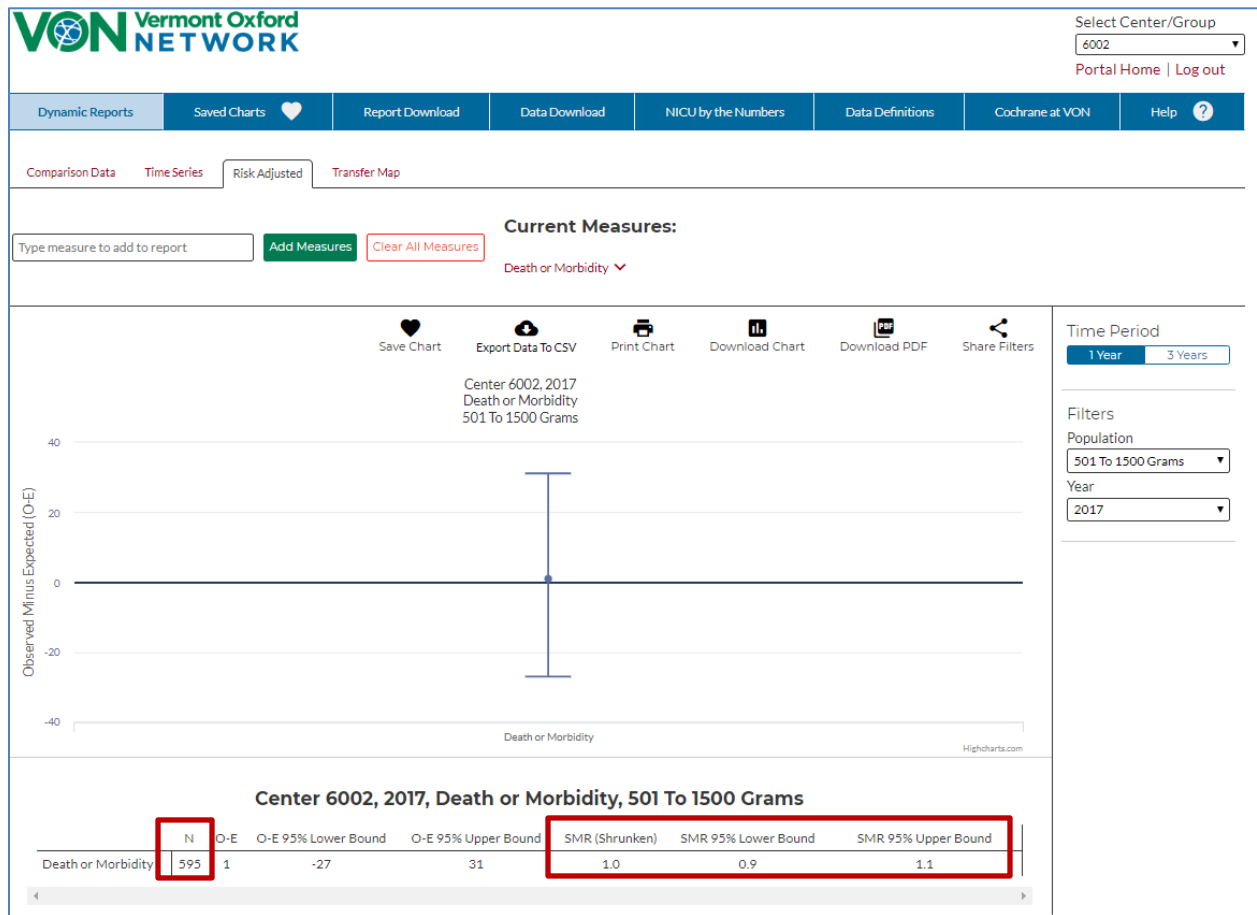 VON Vermont Oxford
NETWORK
Select Center/Group
6002
Portal Home | Log out
Dynamic Reports Saved Charts Report Download Data Download NICU by the Numbers Data Definitions Cochrane at VON Help ?
Comparison Data Time Series Risk Adjusted Transfer Map
Current Measures:
Type measure to add to report Add Measures Clear All Measures
Death or Morbidity
Save Chart Export Data To CSV Print Chart Download Chart PDF Download PDF Share Filters
Time Period
1 Year 3 Years
Center 6002, 2017
Death or Morbidity
501 To 1500 Grams
Filters
Population
501 To 1500 Grams
Year
2017
Observed Minus Expected (O-E)
40
20
0
-20
-40
Death or Morbidity
Highcharts.com
Center 6002, 2017, Death or Morbidity, 501 To 1500 Grams
N O-E O-E 95% Lower Bound O-E 95% Upper Bound SMR (Shrunken) SMR 95% Lower Bound SMR 95% Upper Bound
Death or Morbidity 595 1 -27 31 1.0 0.9 1.1